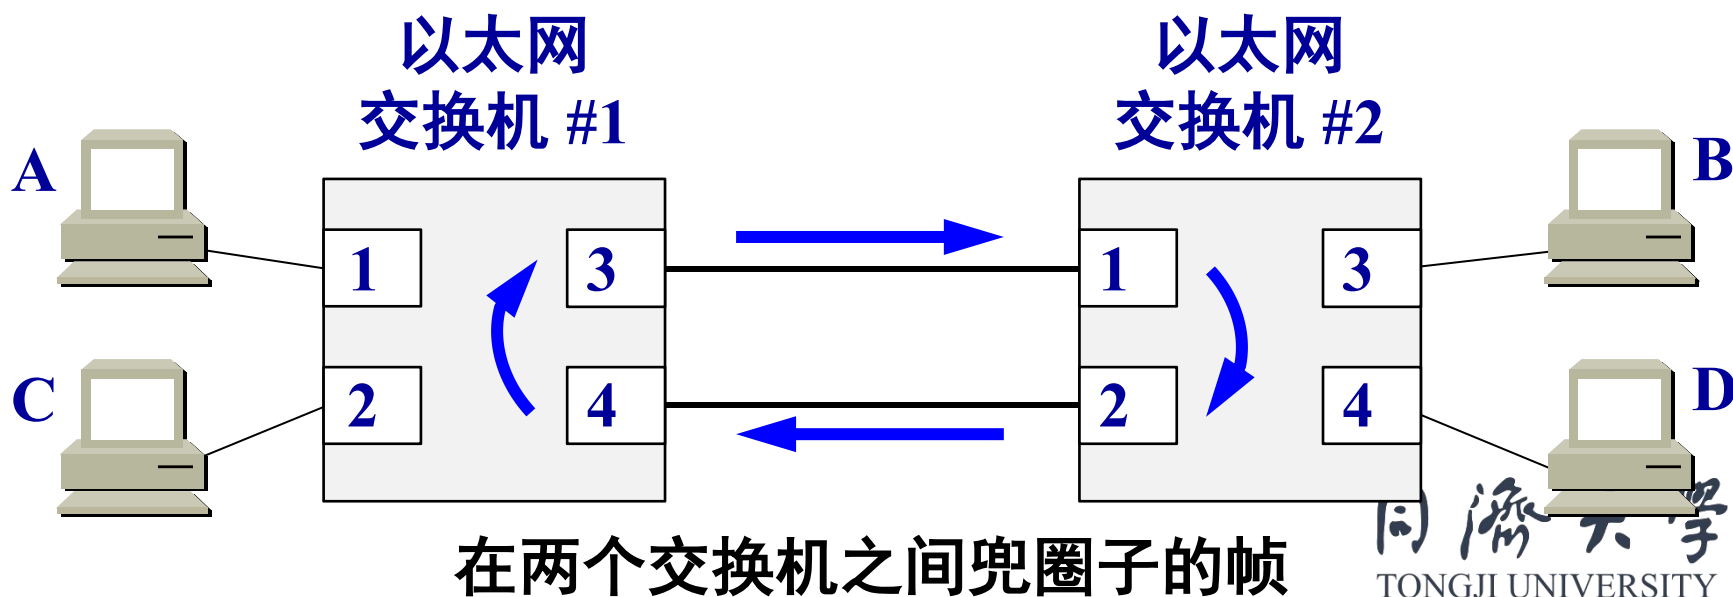 以太网
交换机 #1
以太网
交换机 #2
A
B
1
3
1
3
C
D
2
4
2
4
在两个交换机之间兜圈子的帧
同濟大學
TONGJI UNIVERSITY